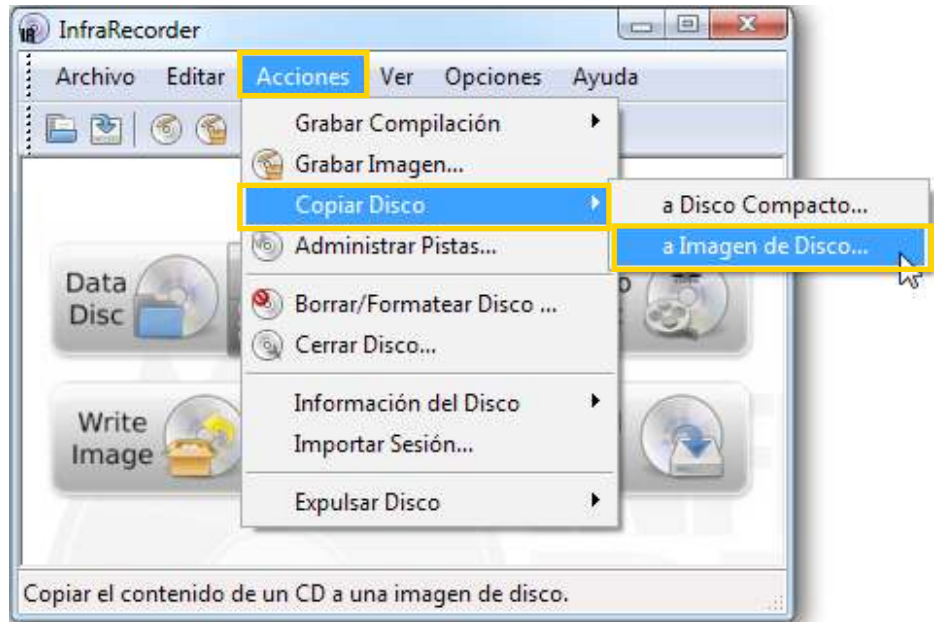 InfraRecorder
Archivo Editar Acciones Ver Opciones Ayuda
Grabar Compilación
Grabar Imagen...
Copiar Disco
a Disco Compacto...
a Imagen de Disco...
Administrar Pistas...
Borrar/Formatear Disco ...
Cerrar Disco...
Información del Disco
Importar Sesión...
Expulsar Disco
Data
Disc
Write
Image
Copiar el contenido de un CD a una imagen de disco.